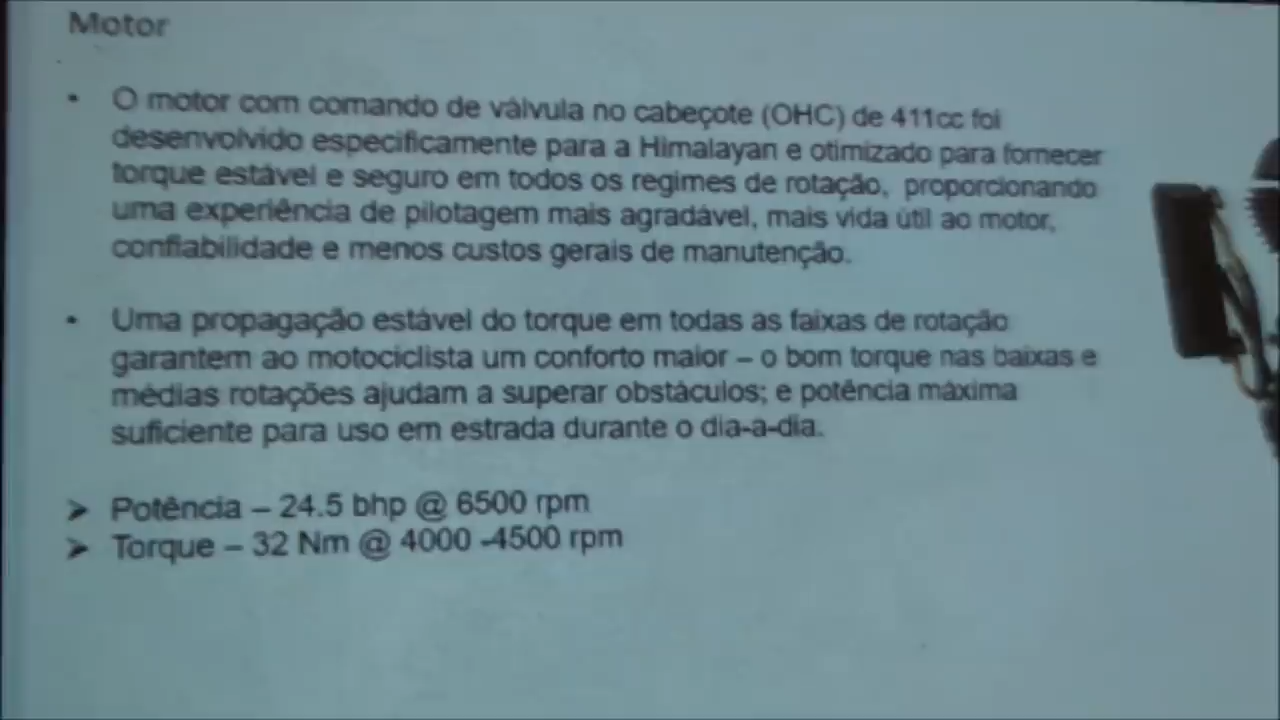 Motor
• O motor com comando de válvula no cabeçote (OHC) de 411cc foi
desenvolvido especificamente para a Himalayan e otimizado para fornecer
torque estável e seguro em todos os regimes de rotação, proporcionando
uma experiência de pilotagem mais agradável, mais vida útil ao motor,
confiabilidade e menos custos gerais de manutenção.
• Uma propagação estável do torque em todas as faixas de rotação
garantem ao motociclista um conforto maior – o bom torque nas baixas e
médias rotações ajudam a superar obstáculos; e potência máxima
suficiente para uso em estrada durante o dia-a-dia.
➢ Potência – 24.5 bhp @ 6500 rpm
➢ Torque – 32 Nm @ 4000 -4500 rpm